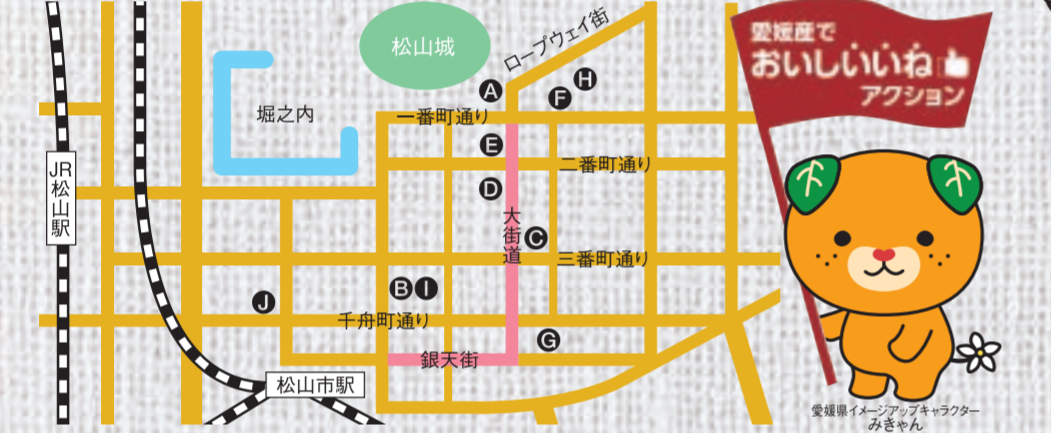 松山城
ロープウェイ街
堀之内
A
H
F
一番町通り
E
二番町通り
D
JR松山駅
大街道
C
三番町通り
B I
J
千舟町通り
G
銀天街
松山市駅
愛媛産で
おいしいいね
アクション
愛媛県イメージアップキャラクター
みきゃん